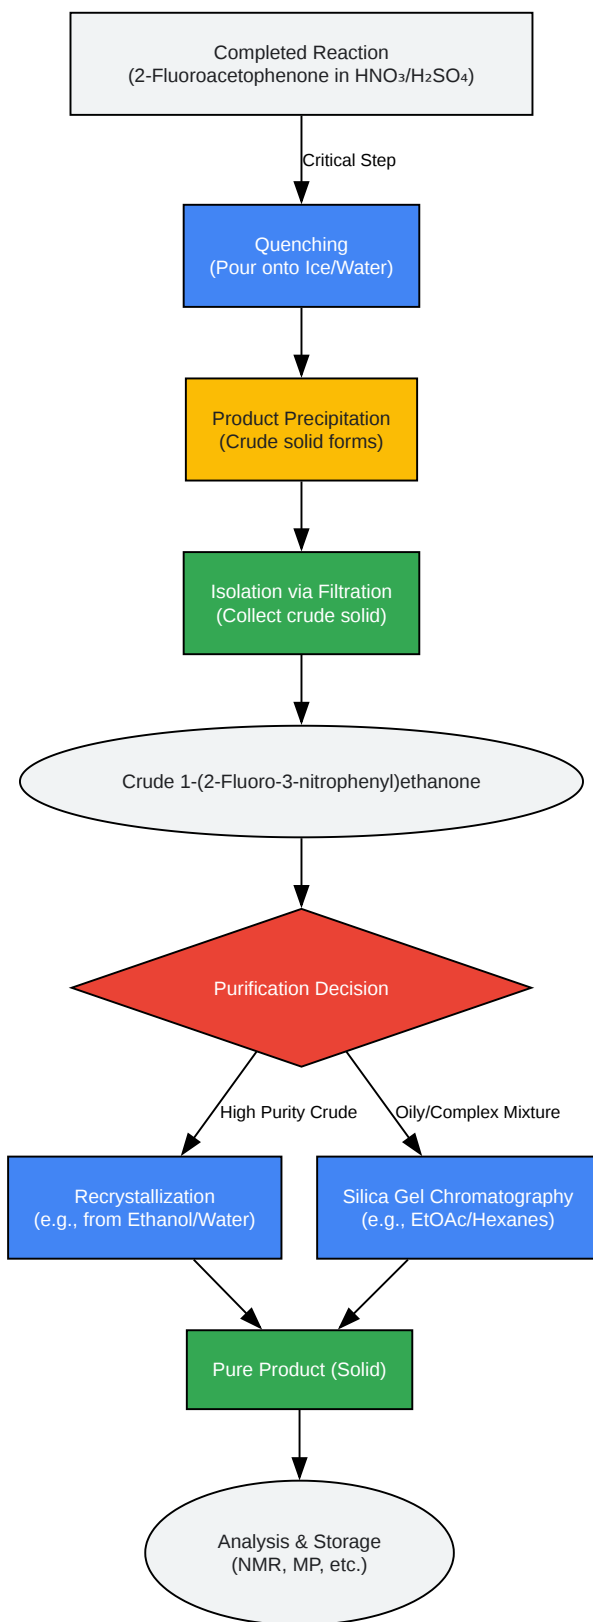 Completed Reaction
(2-Fluoroacetophenone in HNO₃/H₂SO₄)
Critical Step
Quenching
(Pour onto Ice/Water)
Product Precipitation
(Crude solid forms)
Isolation via Filtration
(Collect crude solid)
Crude 1-(2-Fluoro-3-nitrophenyl)ethanone
Purification Decision
High Purity Crude
Oily/Complex Mixture
Recrystallization
(e.g., from Ethanol/Water)
Silica Gel Chromatography
(e.g., EtOAc/Hexanes)
Pure Product (Solid)
Analysis & Storage
(NMR, MP, etc.)